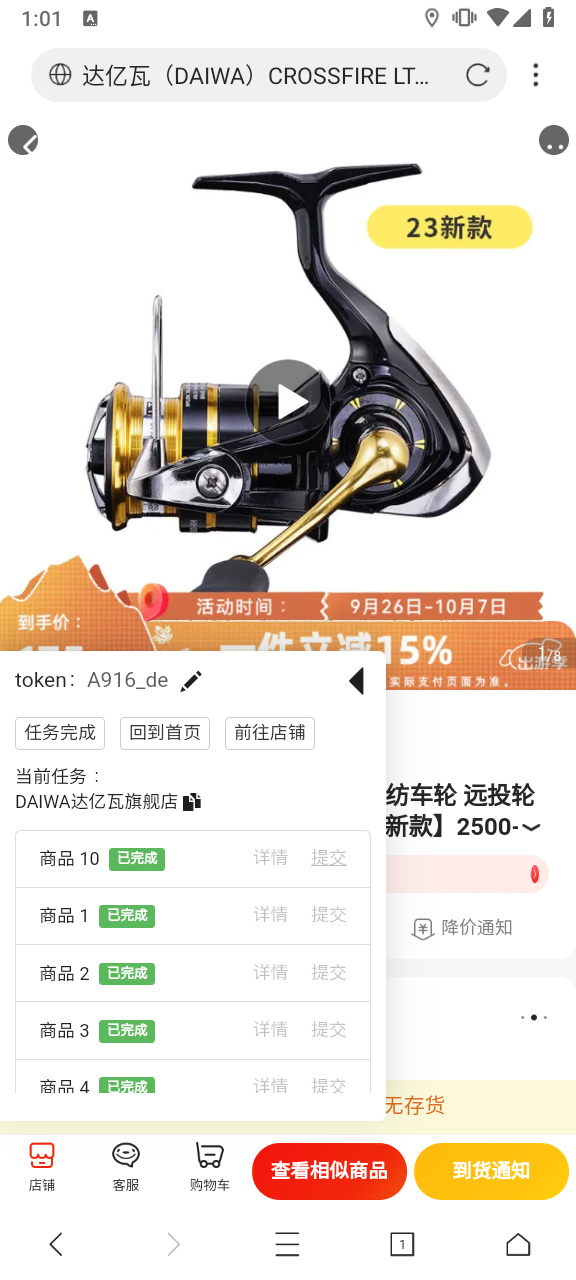 1:01
A
达亿瓦（DAIWA）CROSSFIRE LT…
23新款
活动时间：
9月26日-10月7日
到手价：
一件立减15%
1/8
出游季
实际支付页面为准。
token： A916_de
任务完成 回到首页 前往店铺
当前任务：
DAIWA达亿瓦旗舰店
纺车轮 远投轮
新款】2500-
商品 10 已完成 详情 提交
商品 1 已完成 详情 提交
降价通知
商品 2 已完成 详情 提交
商品 3 已完成 详情 提交
商品 4 已完成 详情 提交
无存货
店铺 客服 购物车 查看相似商品 到货通知
1